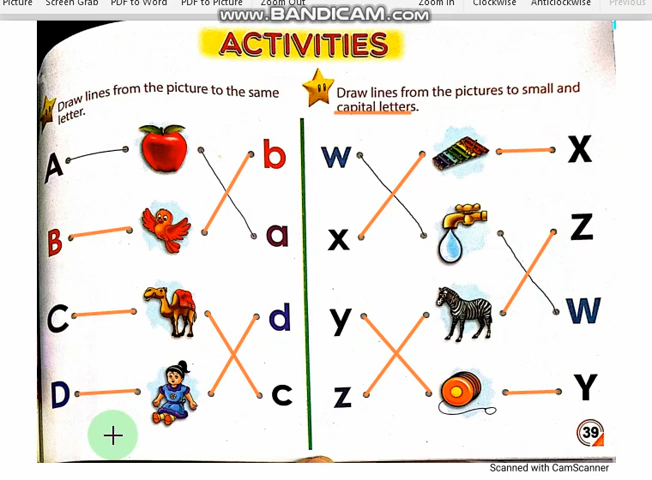 Picture Screen Grab PDF to Word PDF to Picture Zoom Out Zoom In Clockwise Anticlockwise Previous
WWW.BANDICAM.COM
ACTIVITIES
Draw lines from the picture to the same
letter.
Draw lines from the pictures to small and
capital letters.
A b
B a
C d
D c
w X
x Z
y W
z Y
39
Scanned with CamScanner